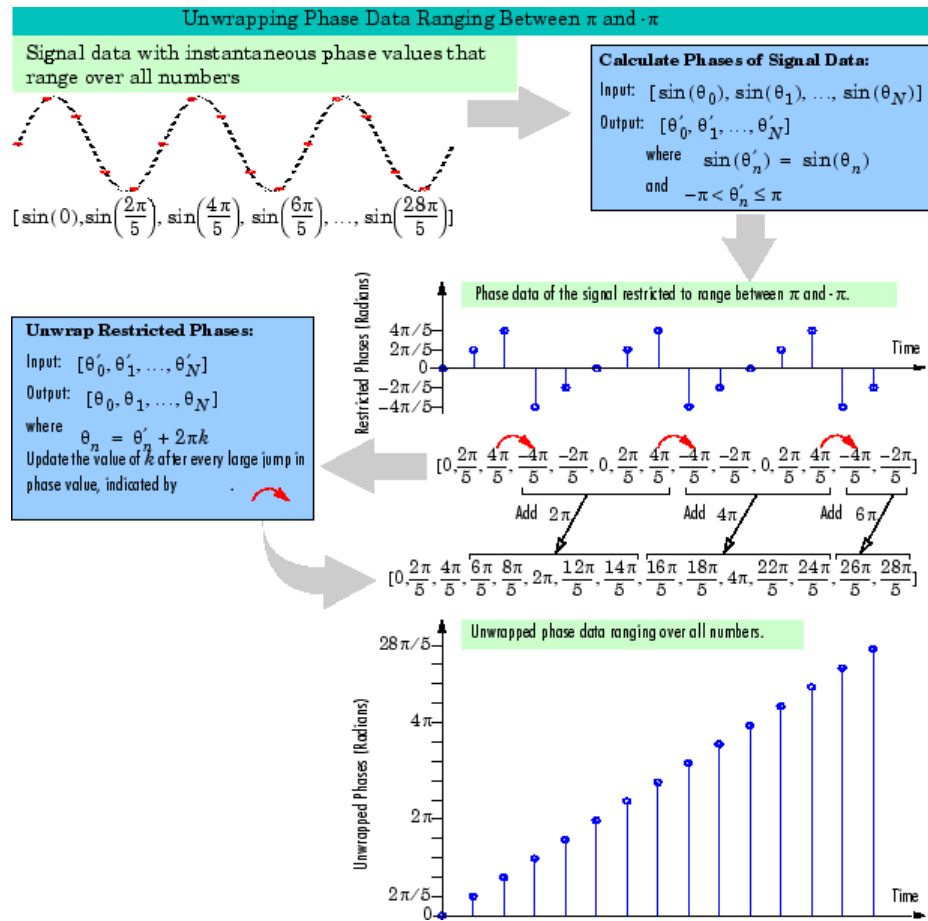 Unwrapping Phase Data Ranging Between π and -π
Signal data with instantaneous phase values that
range over all numbers
[sin(0), sin(2π/5), sin(4π/5), sin(6π/5), ..., sin(28π/5)]
Calculate Phases of Signal Data:
Input: [sin(θ₀), sin(θ₁), ..., sin(θ_N)]
Output: [θ′₀, θ′₁, ..., θ′_N]
where sin(θ′ₙ) = sin(θₙ)
and -π < θ′ₙ ≤ π
Phase data of the signal restricted to range between π and -π.
Restricted Phases (Radians)
4π/5
2π/5
0
-2π/5
-4π/5
Time
[0, 2π/5, 4π/5, -4π/5, -2π/5, 0, 2π/5, 4π/5, -4π/5, -2π/5, 0, 2π/5, 4π/5, -4π/5, -2π/5]
Add 2π
Add 4π
Add 6π
Unwrap Restricted Phases:
Input: [θ′₀, θ′₁, ..., θ′_N]
Output: [θ₀, θ₁, ..., θ_N]
where
θₙ = θ′ₙ + 2πk
Update the value of k after every large jump in
phase value, indicated by .
[0, 2π/5, 4π/5, 6π/5, 8π/5, 2π, 12π/5, 14π/5, 16π/5, 18π/5, 4π, 22π/5, 24π/5, 26π/5, 28π/5]
Unwrapped phase data ranging over all numbers.
Unwrapped Phases (Radians)
28π/5
4π
2π
2π/5
0
Time